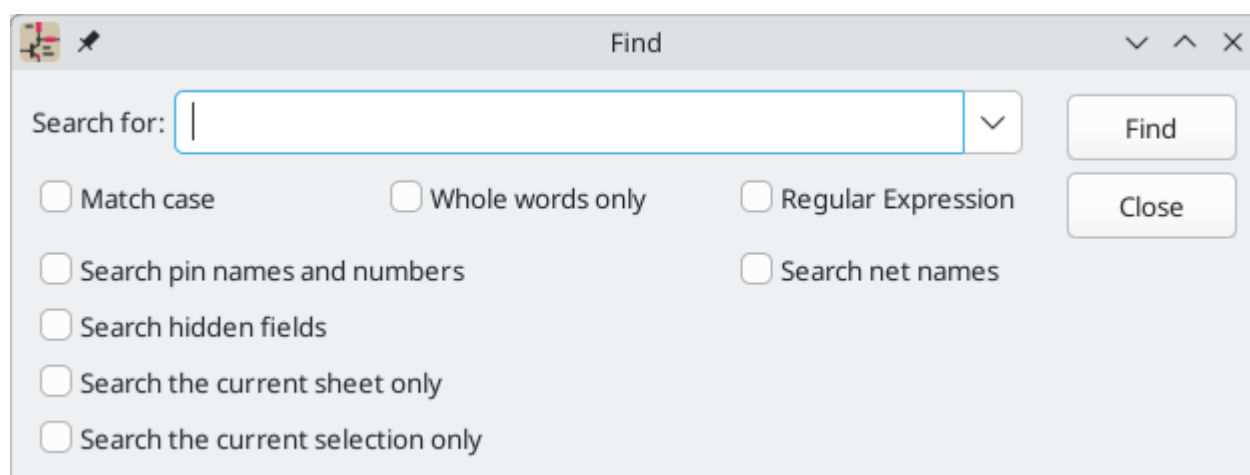 Find
Search for:
Find
Match case Whole words only Regular Expression
Close
Search pin names and numbers Search net names
Search hidden fields
Search the current sheet only
Search the current selection only